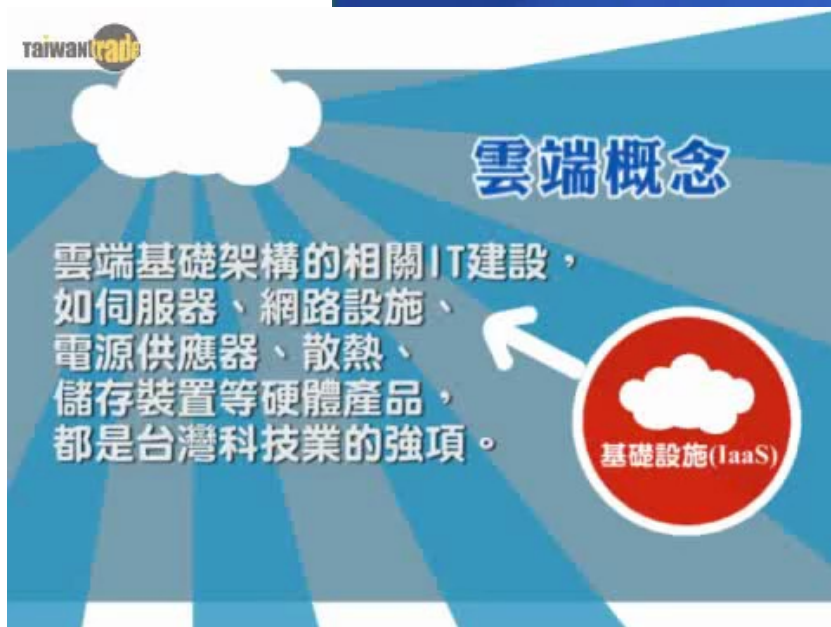 Taiwantrade
雲端概念
雲端基礎架構的相關IT建設，
如伺服器、網路設施、
電源供應器、散熱、
儲存裝置等硬體產品，
都是台灣科技業的強項。
基礎設施(IaaS)